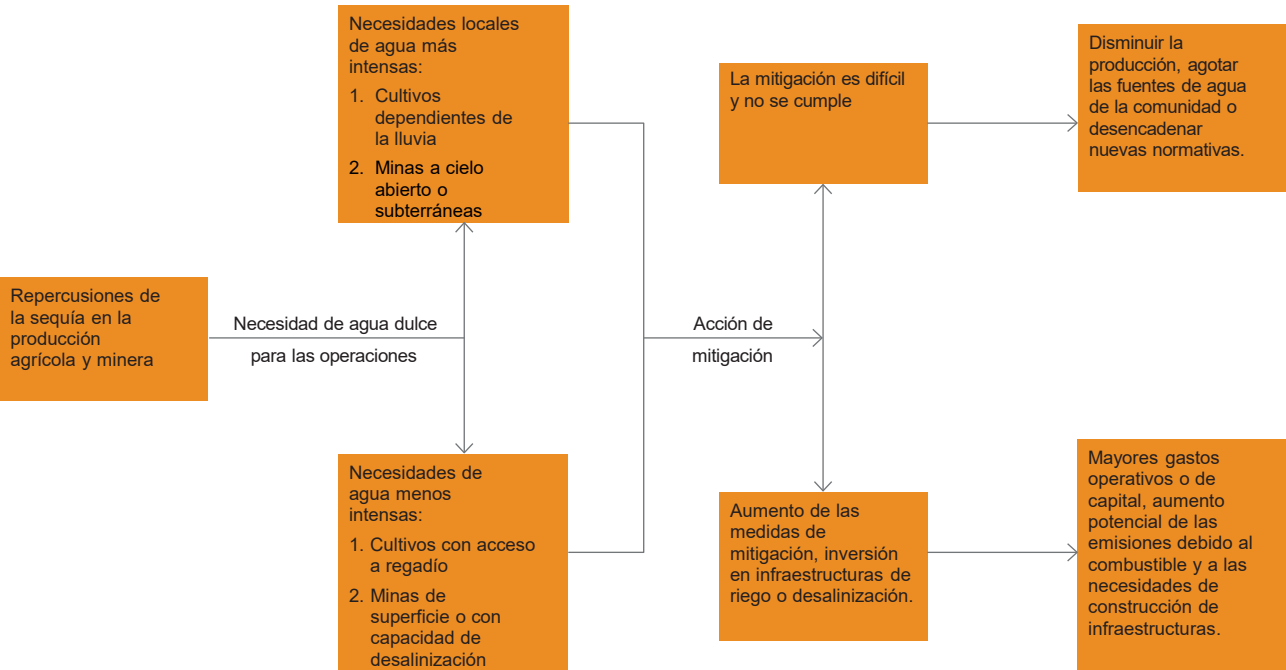 Repercusiones de
la sequía en la
producción
agrícola y minera
Necesidad de agua dulce
para las operaciones
Necesidades locales
de agua más
intensas:
1. Cultivos
dependientes de
la lluvia
2. Minas a cielo
abierto o
subterráneas
Necesidades de
agua menos
intensas:
1. Cultivos con acceso
a regadío
2. Minas de
superficie o con
capacidad de
desalinización
Acción de
mitigación
La mitigación es difícil
y no se cumple
Disminuir la
producción, agotar
las fuentes de agua
de la comunidad o
desencadenar
nuevas normativas.
Aumento de las
medidas de
mitigación, inversión
en infraestructuras de
riego o desalinización.
Mayores gastos
operativos o de
capital, aumento
potencial de las
emisiones debido al
combustible y a las
necesidades de
construcción de
infraestructuras.